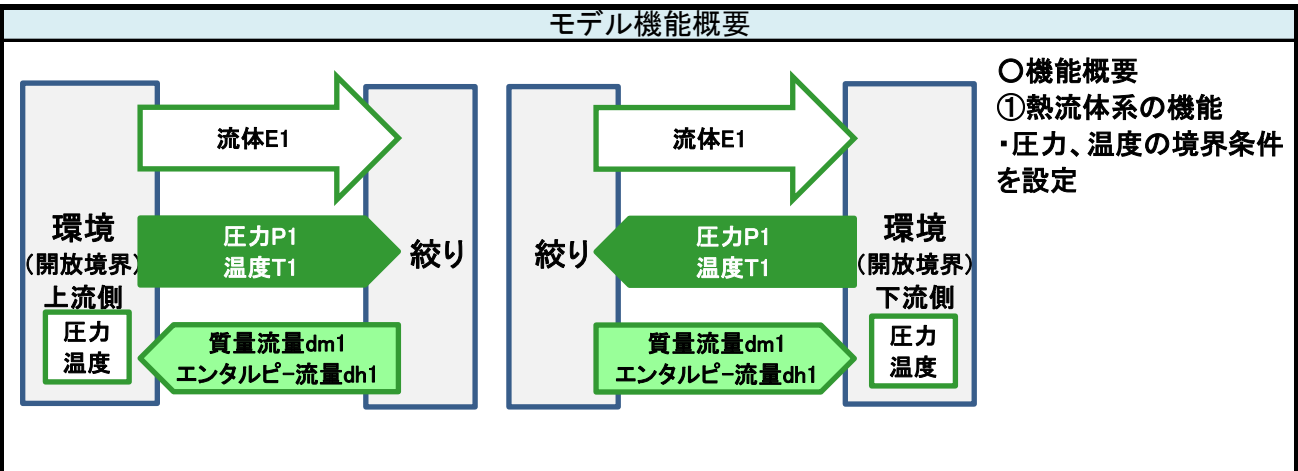 モデル機能概要
流体E1
環境
(開放境界)
上流側
圧力
温度
圧力P1
温度T1
質量流量dm1
エンタルピー流量dh1
絞り
絞り
流体E1
圧力P1
温度T1
質量流量dm1
エンタルピー流量dh1
環境
(開放境界)
下流側
圧力
温度
〇機能概要
①熱流体系の機能
・圧力、温度の境界条件
を設定